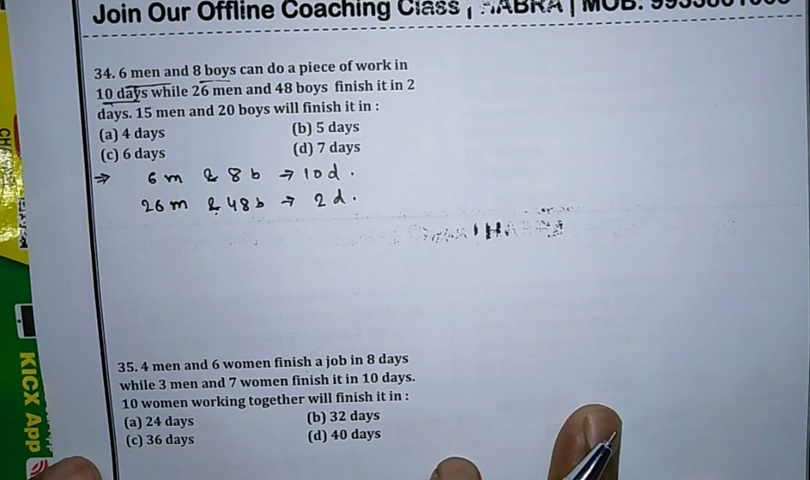 Join Our Offline Coaching Class | HABRA | MOB.
34. 6 men and 8 boys can do a piece of work in
10 days while 26 men and 48 boys finish it in 2
days. 15 men and 20 boys will finish it in :
(a) 4 days (b) 5 days
(c) 6 days (d) 7 days
⇒ 6 m & 8 b → 10 d.
26 m & 48 b → 2 d.
35. 4 men and 6 women finish a job in 8 days
while 3 men and 7 women finish it in 10 days.
10 women working together will finish it in :
(a) 24 days (b) 32 days
(c) 36 days (d) 40 days
KICX App